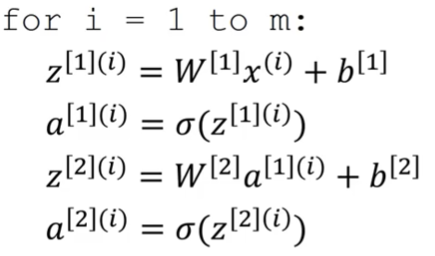 for i = 1 to m:
z^{[1](i)} = W^{[1]}x^{(i)} + b^{[1]}
a^{[1](i)} = σ(z^{[1](i)})
z^{[2](i)} = W^{[2]}a^{[1](i)} + b^{[2]}
a^{[2](i)} = σ(z^{[2](i)})